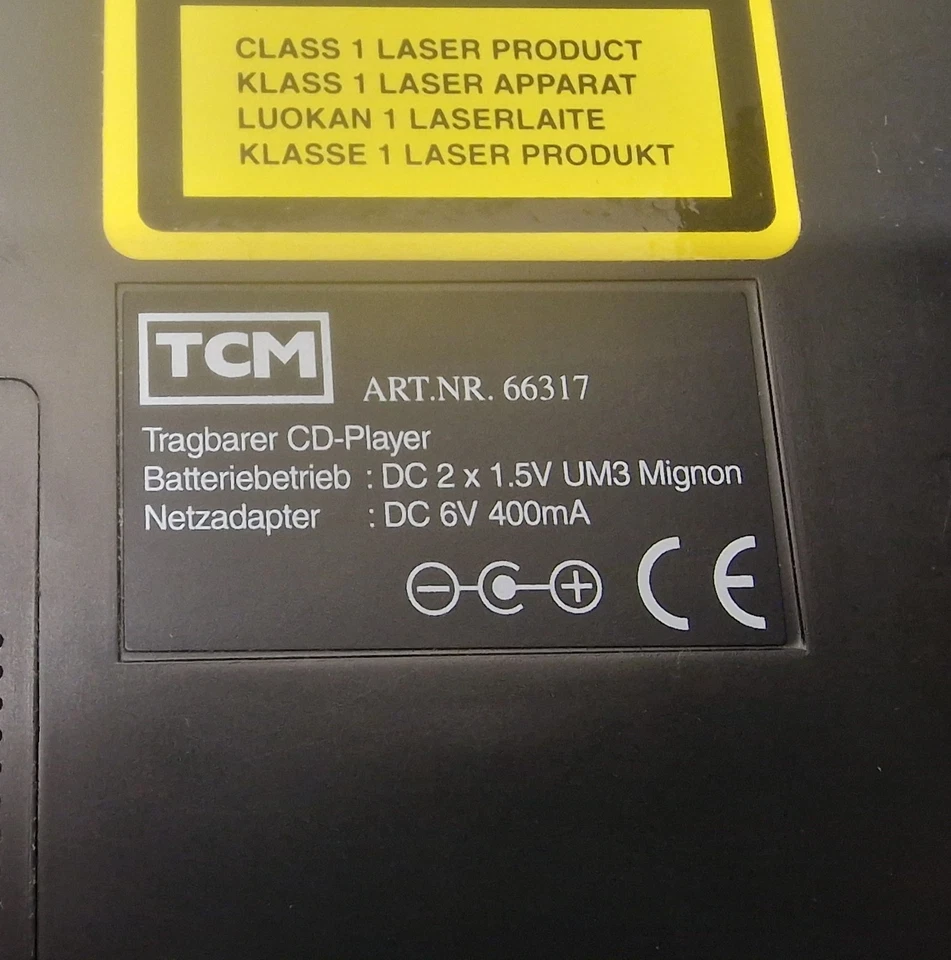 CLASS 1 LASER PRODUCT
KLASS 1 LASER APPARAT
LUOKAN 1 LASERLAITE
KLASSE 1 LASER PRODUKT
TCM ART.NR. 66317
Tragbarer CD-Player
Batteriebetrieb : DC 2 x 1.5V UM3 Mignon
Netzadapter : DC 6V 400mA
CE